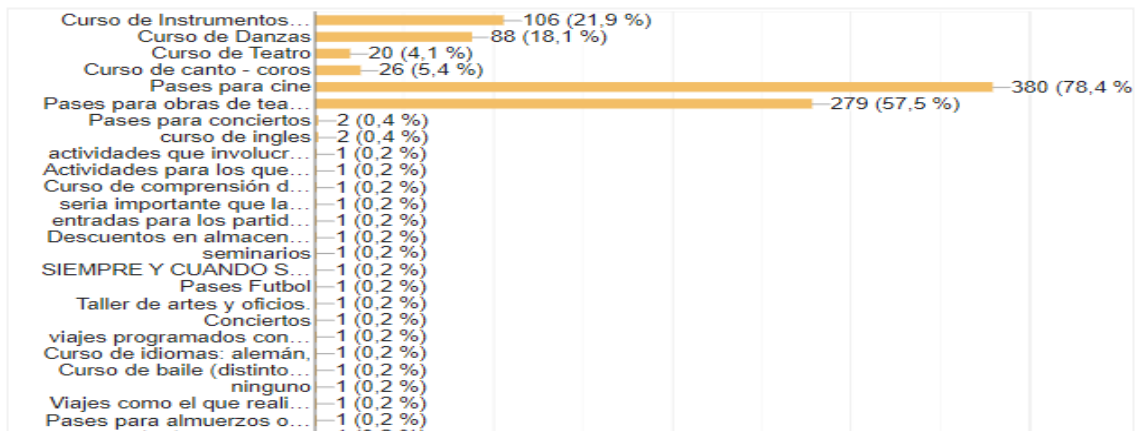 Curso de Instrumentos… 106 (21,9 %)
Curso de Danzas 88 (18,1 %)
Curso de Teatro 20 (4,1 %)
Curso de canto - coros 26 (5,4 %)
Pases para cine 380 (78,4 %
Pases para obras de tea… 279 (57,5 %)
Pases para conciertos 2 (0,4 %)
curso de ingles 2 (0,4 %)
actividades que involucr… 1 (0,2 %)
Actividades para los que… 1 (0,2 %)
Curso de comprensión d… 1 (0,2 %)
seria importante que la… 1 (0,2 %)
entradas para los partid… 1 (0,2 %)
Descuentos en almacen… 1 (0,2 %)
seminarios 1 (0,2 %)
SIEMPRE Y CUANDO S… 1 (0,2 %)
Pases Futbol 1 (0,2 %)
Taller de artes y oficios. 1 (0,2 %)
Conciertos 1 (0,2 %)
viajes programados con… 1 (0,2 %)
Curso de idiomas: alemán, 1 (0,2 %)
Curso de baile (distinto… 1 (0,2 %)
ninguno 1 (0,2 %)
Viajes como el que reali… 1 (0,2 %)
Pases para almuerzos o… 1 (0,2 %)